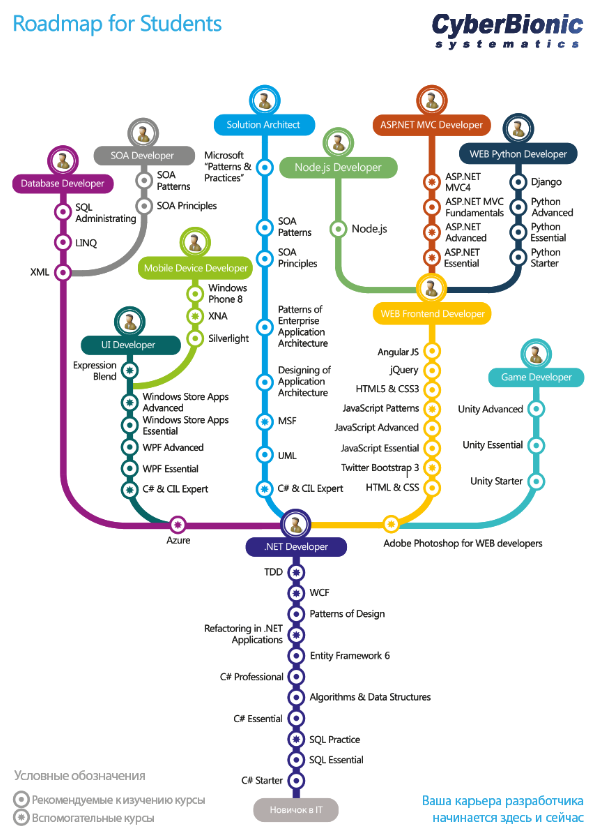 Roadmap for Students
CyberBionic
systematics
Solution Architect
ASP.NET MVC Developer
SOA Developer
WEB Python Developer
Node.js Developer
Database Developer
Microsoft
"Patterns &
Practices"
SOA
Patterns
SOA Principles
SQL
Administrating
LINQ
XML
ASP.NET
MVC4
ASP.NET MVC
Fundamentals
ASP.NET
Advanced
ASP.NET
Essential
Django
Python
Advanced
Python
Essential
Python
Starter
Node.js
SOA
Patterns
SOA
Principles
Mobile Device Developer
Windows
Phone 8
XNA
Silverlight
WEB Frontend Developer
Patterns of
Enterprise
Application
Architecture
UI Developer
Expression
Blend
Windows Store Apps
Advanced
Windows Store Apps
Essential
WPF Advanced
WPF Essential
C# & CIL Expert
Designing of
Application
Architecture
MSF
UML
C# & CIL Expert
Angular JS
jQuery
HTML5 & CSS3
JavaScript Patterns
JavaScript Advanced
JavaScript Essential
Twitter Bootstrap 3
HTML & CSS
Game Developer
Unity Advanced
Unity Essential
Unity Starter
Azure
.NET Developer
Adobe Photoshop for WEB developers
TDD
WCF
Patterns of Design
Refactoring in .NET
Applications
Entity Framework 6
C# Professional
Algorithms & Data Structures
C# Essential
SQL Practice
SQL Essential
C# Starter
Новичок в IT
Условные обозначения
Рекомендуемые к изучению курсы
Вспомогательные курсы
Ваша карьера разработчика
начинается здесь и сейчас